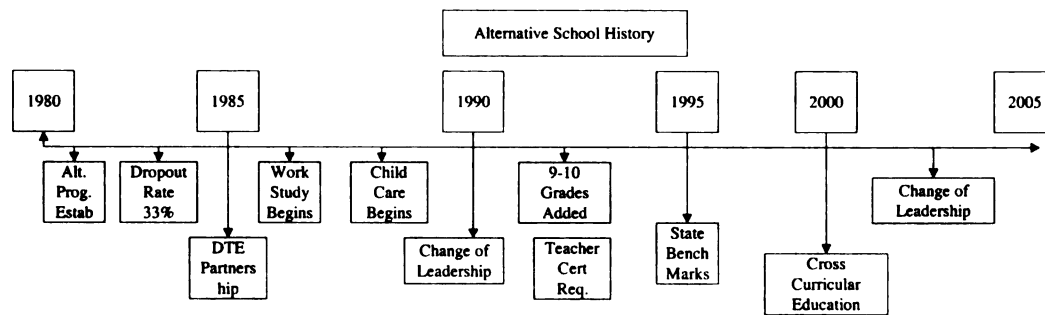 Alternative School History
1980
1985
1990
1995
2000
2005
Alt.
Prog.
Estab
Dropout
Rate
33%
Work
Study
Begins
Child
Care
Begins
9-10
Grades
Added
Change of
Leadership
DTE
Partners
hip
Change of
Leadership
Teacher
Cert
Req.
State
Bench
Marks
Cross
Curricular
Education